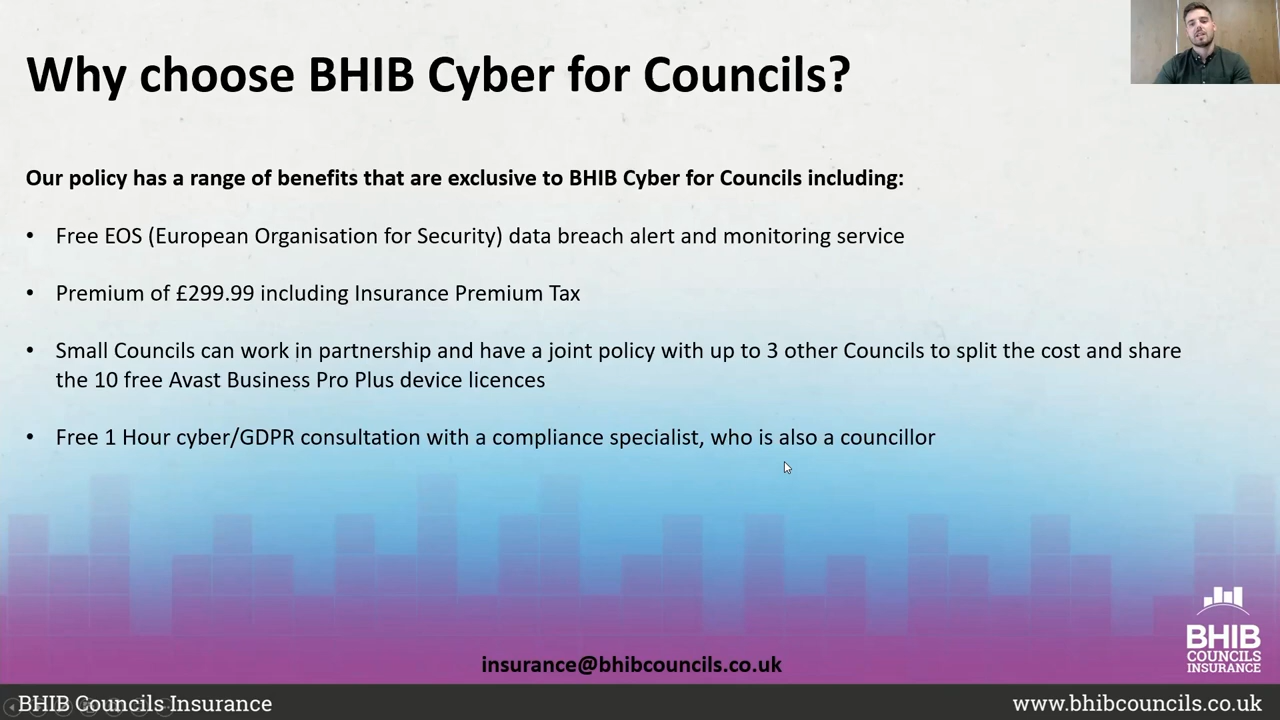 Why choose BHIB Cyber for Councils?
Our policy has a range of benefits that are exclusive to BHIB Cyber for Councils including:
• Free EOS (European Organisation for Security) data breach alert and monitoring service
• Premium of £299.99 including Insurance Premium Tax
• Small Councils can work in partnership and have a joint policy with up to 3 other Councils to split the cost and share
the 10 free Avast Business Pro Plus device licences
• Free 1 Hour cyber/GDPR consultation with a compliance specialist, who is also a councillor
BHIB
COUNCILS
INSURANCE
insurance@bhibcouncils.co.uk
BHIB Councils Insurance
www.bhibcouncils.co.uk